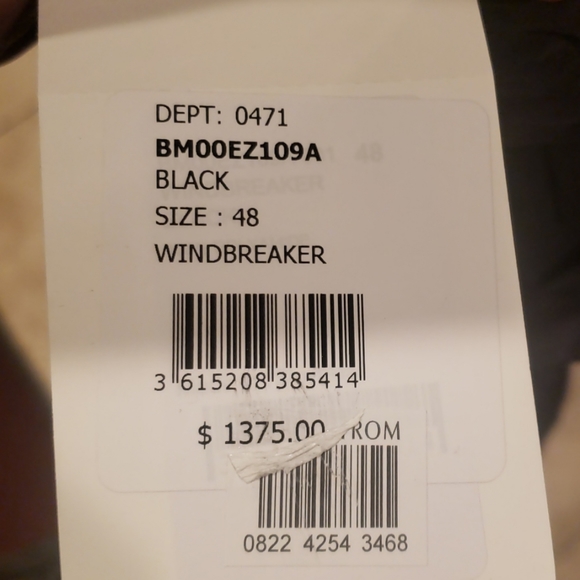 DEPT: 0471
BM00EZ109A
BLACK
SIZE : 48
WINDBREAKER
3 615208 385414
$ 1375.00
0822 4254 3468